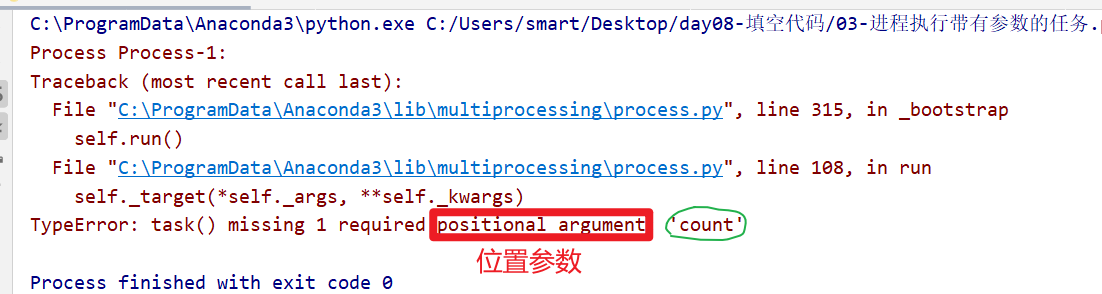 C:\ProgramData\Anaconda3\python.exe C:/Users/smart/Desktop/day08-填空代码/03-进程执行带有参数的任务.
Process Process-1:
Traceback (most recent call last):
  File "C:\ProgramData\Anaconda3\lib\multiprocessing\process.py", line 315, in _bootstrap
    self.run()
  File "C:\ProgramData\Anaconda3\lib\multiprocessing\process.py", line 108, in run
    self._target(*self._args, **self._kwargs)
TypeError: task() missing 1 required positional argument 'count'
位置参数
Process finished with exit code 0